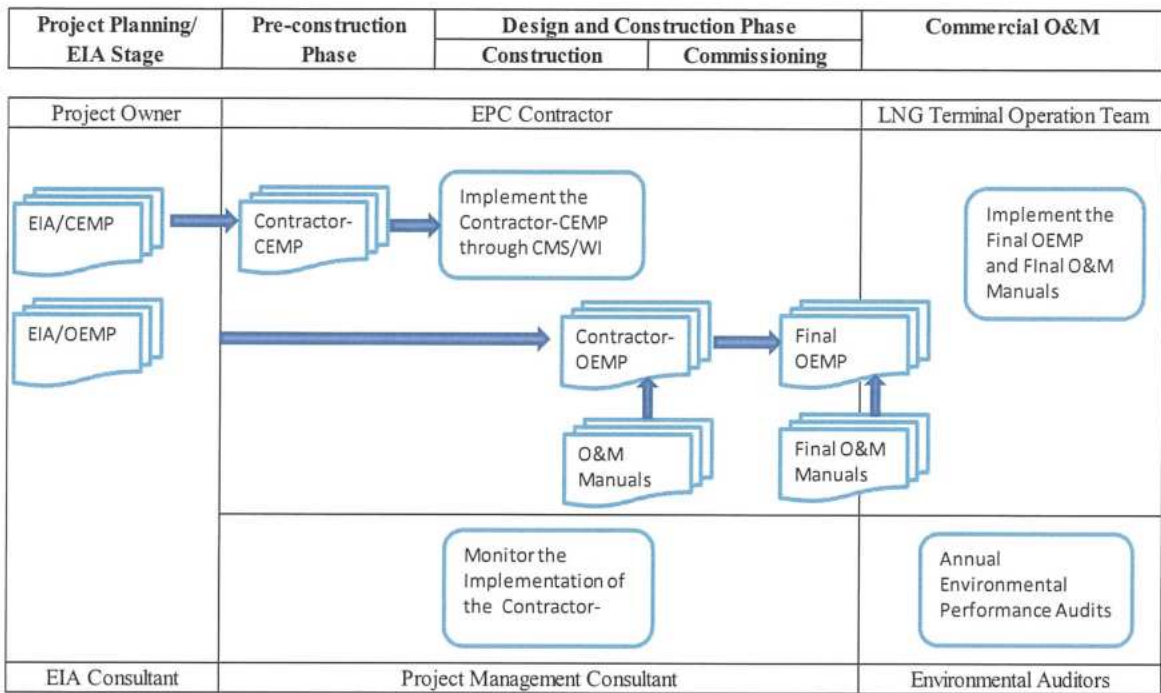 Project Planning/
EIA Stage
Pre-construction
Phase
Design and Construction Phase
Construction
Commissioning
Commercial O&M
Project Owner
EPC Contractor
LNG Terminal Operation Team
EIA/CEMP
Contractor-
CEMP
Implement the
Contractor-CEMP
through CMS/WI
Implement the
Final OEMP
and FInal O&M
Manuals
EIA/OEMP
Contractor-
OEMP
Final
OEMP
O&M
Manuals
Final O&M
Manuals
Monitor the
Implementation of
the Contractor-
Annual
Environmental
Performance Audits
EIA Consultant
Project Management Consultant
Environmental Auditors